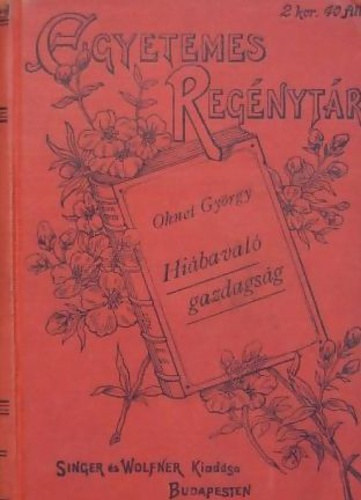 2 kor. 40 fill
EGYETEMES
REGÉNYTÁR
Ohnet György
Hiábavaló
gazdagság
SINGER és WOLFNER Kiadása
BUDAPESTEN